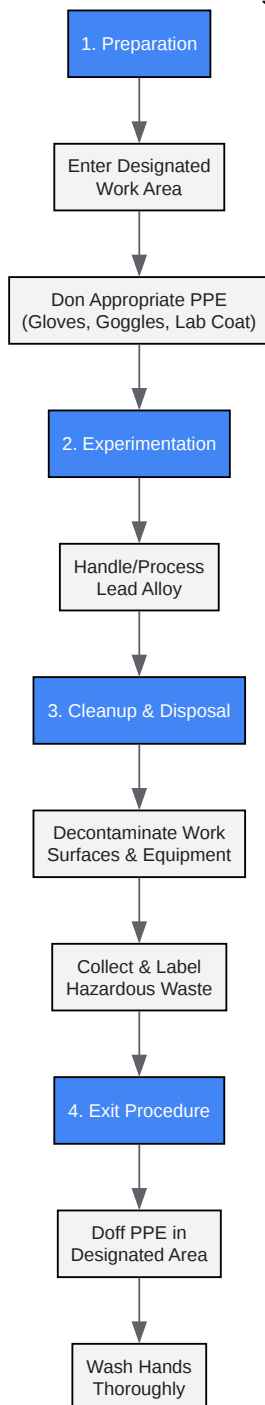 1. Preparation
Enter Designated
Work Area
Don Appropriate PPE
(Gloves, Goggles, Lab Coat)
2. Experimentation
Handle/Process
Lead Alloy
3. Cleanup & Disposal
Decontaminate Work
Surfaces & Equipment
Collect & Label
Hazardous Waste
4. Exit Procedure
Doff PPE in
Designated Area
Wash Hands
Thoroughly